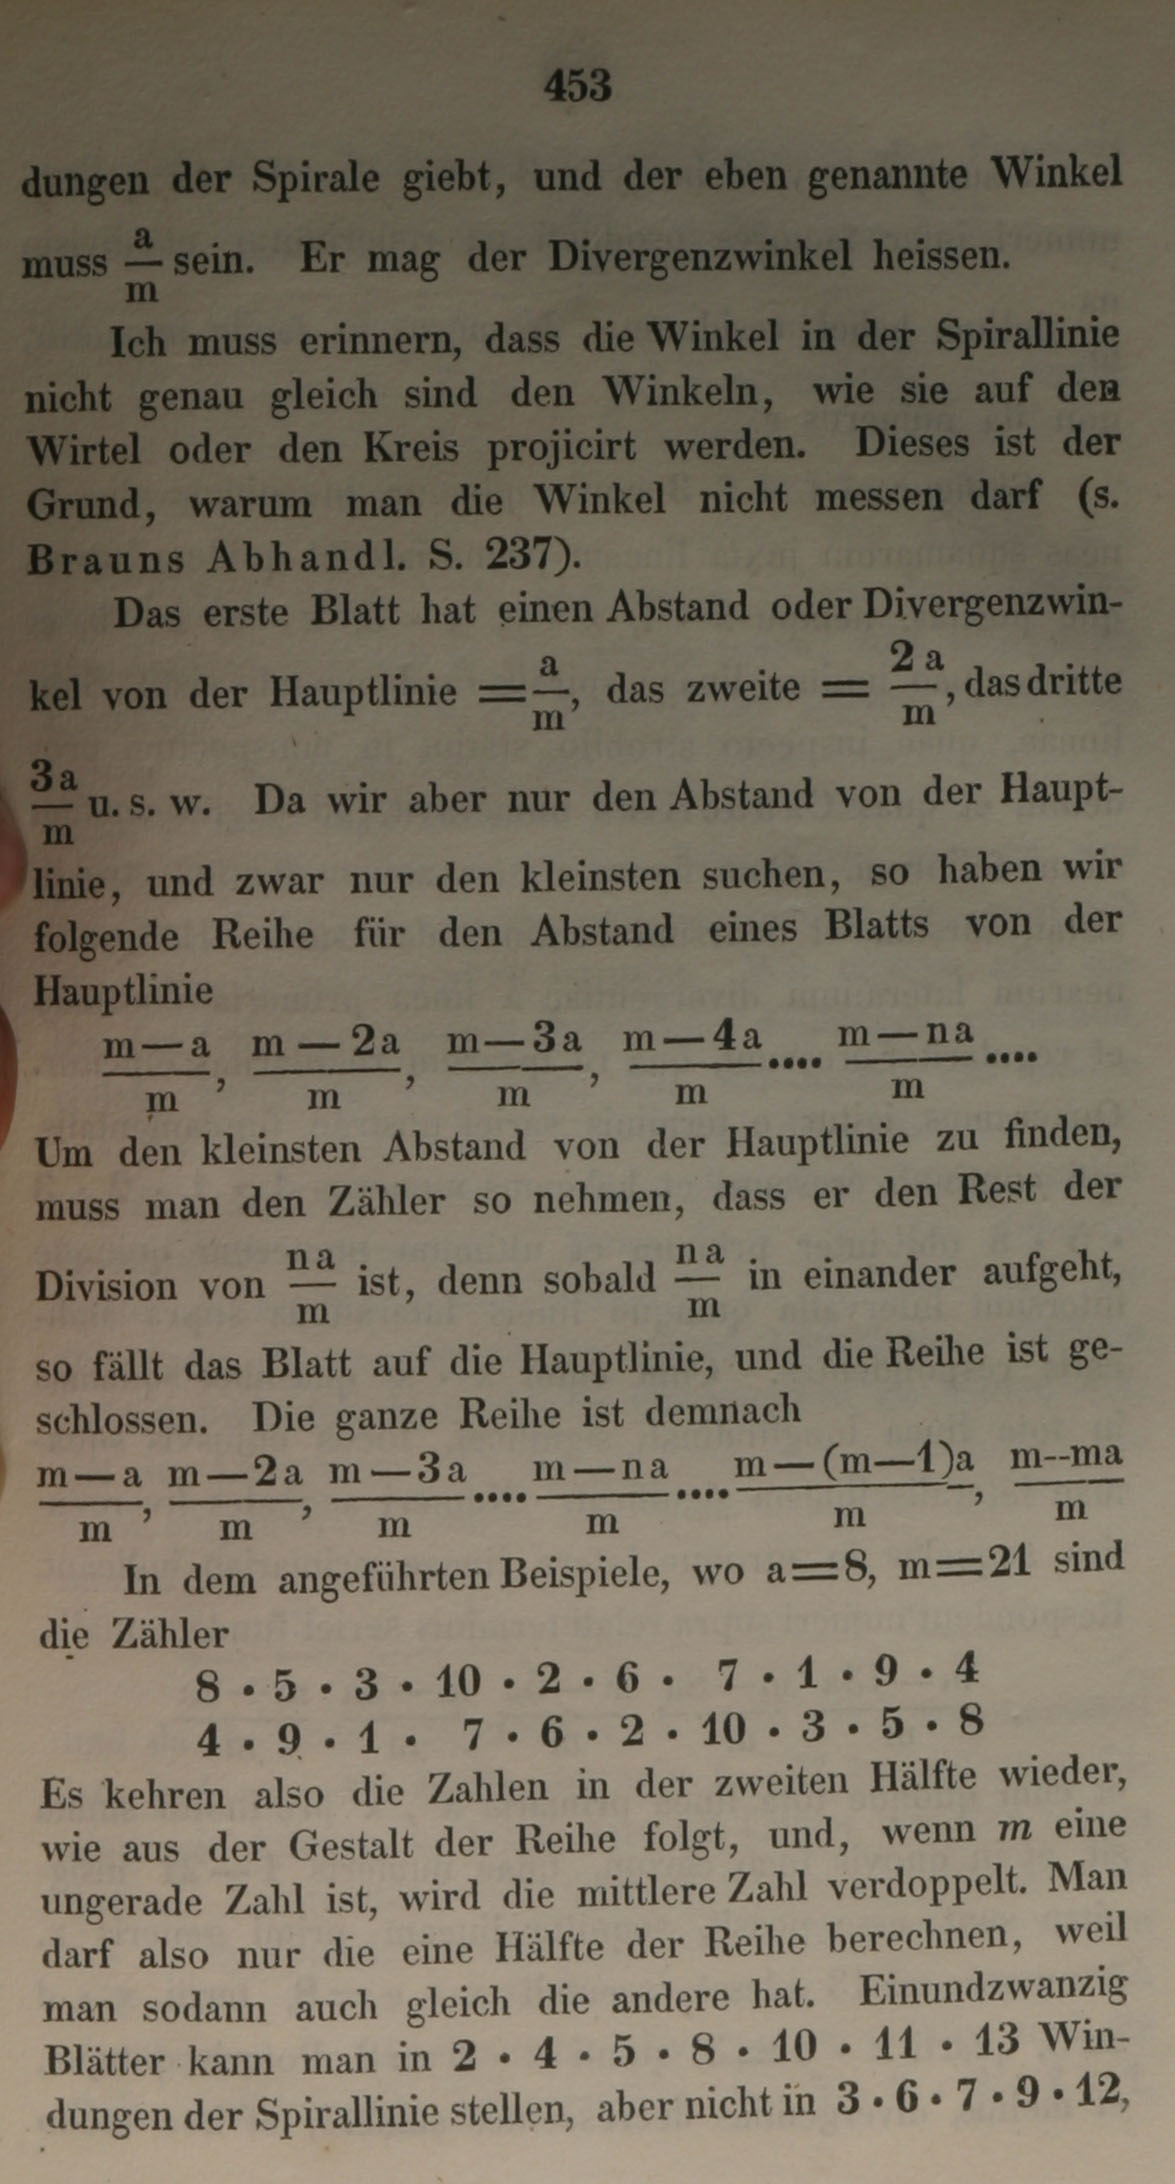 453
dungen der Spirale giebt, und der eben genannte Winkel
muss a/m sein. Er mag der Divergenzwinkel heissen.
Ich muss erinnern, dass die Winkel in der Spirallinie
nicht genau gleich sind den Winkeln, wie sie auf den
Wirtel oder den Kreis projicirt werden. Dieses ist der
Grund, warum man die Winkel nicht messen darf (s.
Brauns Abhandl. S. 237).
Das erste Blatt hat einen Abstand oder Divergenzwin-
kel von der Hauptlinie = a/m, das zweite = 2a/m, das dritte
3a/m u. s. w. Da wir aber nur den Abstand von der Haupt-
linie, und zwar nur den kleinsten suchen, so haben wir
folgende Reihe für den Abstand eines Blatts von der
Hauptlinie
(m—a)/m, (m—2a)/m, (m—3a)/m, (m—4a)/m .... (m—na)/m ....
Um den kleinsten Abstand von der Hauptlinie zu finden,
muss man den Zähler so nehmen, dass er den Rest der
Division von na/m ist, denn sobald na/m in einander aufgeht,
so fällt das Blatt auf die Hauptlinie, und die Reihe ist ge-
schlossen. Die ganze Reihe ist demnach
(m—a)/m, (m—2a)/m, (m—3a)/m .... (m—na)/m .... (m—(m—1)a)/m, (m--ma)/m
In dem angeführten Beispiele, wo a=8, m=21 sind
die Zähler
8 · 5 · 3 · 10 · 2 · 6 · 7 · 1 · 9 · 4
4 · 9 · 1 · 7 · 6 · 2 · 10 · 3 · 5 · 8
Es kehren also die Zahlen in der zweiten Hälfte wieder,
wie aus der Gestalt der Reihe folgt, und, wenn m eine
ungerade Zahl ist, wird die mittlere Zahl verdoppelt. Man
darf also nur die eine Hälfte der Reihe berechnen, weil
man sodann auch gleich die andere hat. Einundzwanzig
Blätter kann man in 2 · 4 · 5 · 8 · 10 · 11 · 13 Win-
dungen der Spirallinie stellen, aber nicht in 3 · 6 · 7 · 9 · 12,